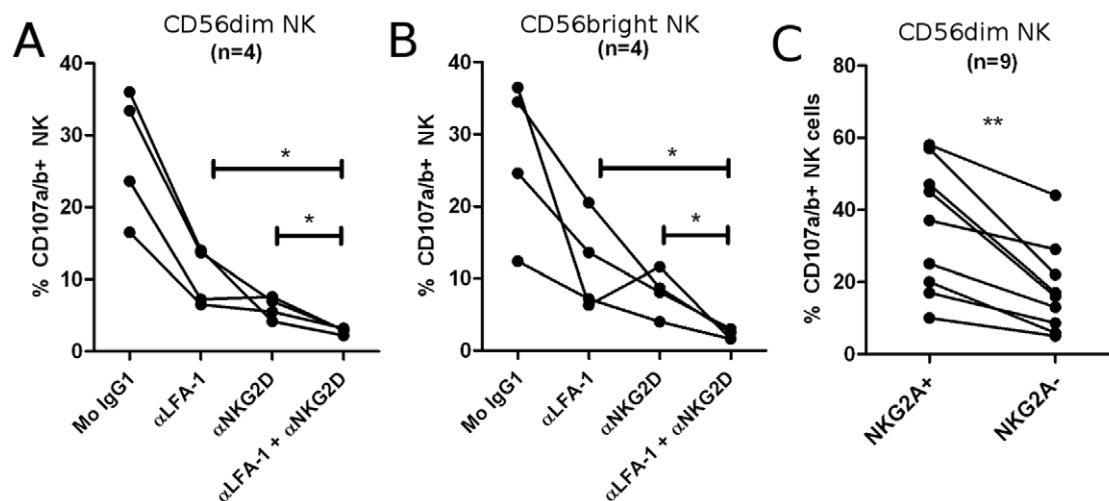 A
CD56dim NK
(n=4)
% CD107a/b+ NK
40
30
20
10
0
*
*
Mo IgG1
αLFA-1
αNKG2D
αLFA-1 + αNKG2D
B
CD56bright NK
(n=4)
% CD107a/b+ NK
40
30
20
10
0
*
*
Mo IgG1
αLFA-1
αNKG2D
αLFA-1 + αNKG2D
C
CD56dim NK
(n=9)
% CD107a/b+ NK cells
80
60
40
20
0
**
NKG2A+
NKG2A-